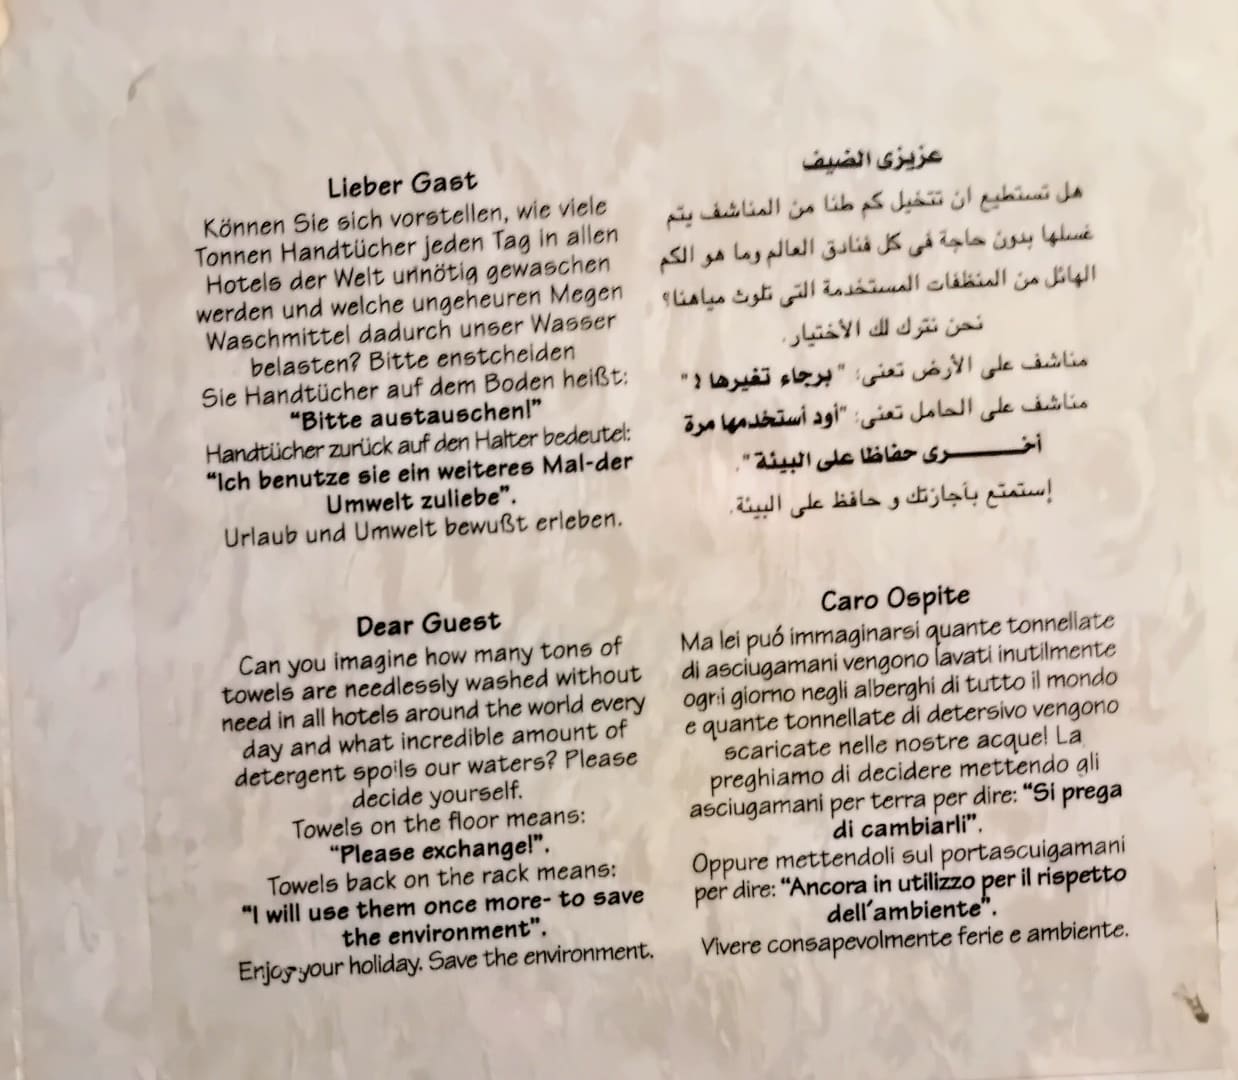 Lieber Gast
Können Sie sich vorstellen, wie viele
Tonnen Handtücher jeden Tag in allen
Hotels der Welt unnötig gewaschen
werden und welche ungeheuren Megen
Waschmittel dadurch unser Wasser
belasten? Bitte enstcheiden
Sie Handtücher auf dem Boden heißt:
"Bitte austauschen!"
Handtücher zurück auf den Halter bedeutet:
"Ich benutze sie ein weiteres Mal-der
Umwelt zuliebe".
Urlaub und Umwelt bewußt erleben.
عزيزى الضيف
هل تستطيع ان تتخيل كم طنا من المناشف يتم
غسلها بدون حاجة فى كل فنادق العالم وما هو الكم
الهائل من المنظفات المستخدمة التى تلوث مياهنا؟
نحن نترك لك الأختيار.
مناشف على الأرض تعنى: "برجاء تغيرها ! "
مناشف على الحامل تعنى: "أود أستخدمها مرة
أخـــــرى حفاظا على البيئة".
إستمتع بأجازتك و حافظ على البيئة.
Dear Guest
Can you imagine how many tons of
towels are needlessly washed without
need in all hotels around the world every
day and what incredible amount of
detergent spoils our waters? Please
decide yourself.
Towels on the floor means:
"Please exchange!".
Towels back on the rack means:
"I will use them once more- to save
the environment".
Enjoy your holiday. Save the environment.
Caro Ospite
Ma lei puó immaginarsi quante tonnellate
di asciugamani vengono lavati inutilmente
ogni giorno negli alberghi di tutto il mondo
e quante tonnellate di detersivo vengono
scaricate nelle nostre acque! La
preghiamo di decidere mettendo gli
asciugamani per terra per dire: "Si prega
di cambiarli".
Oppure mettendoli sul portascuigamani
per dire: "Ancora in utilizzo per il rispetto
dell'ambiente".
Vivere consapevolmente ferie e ambiente.